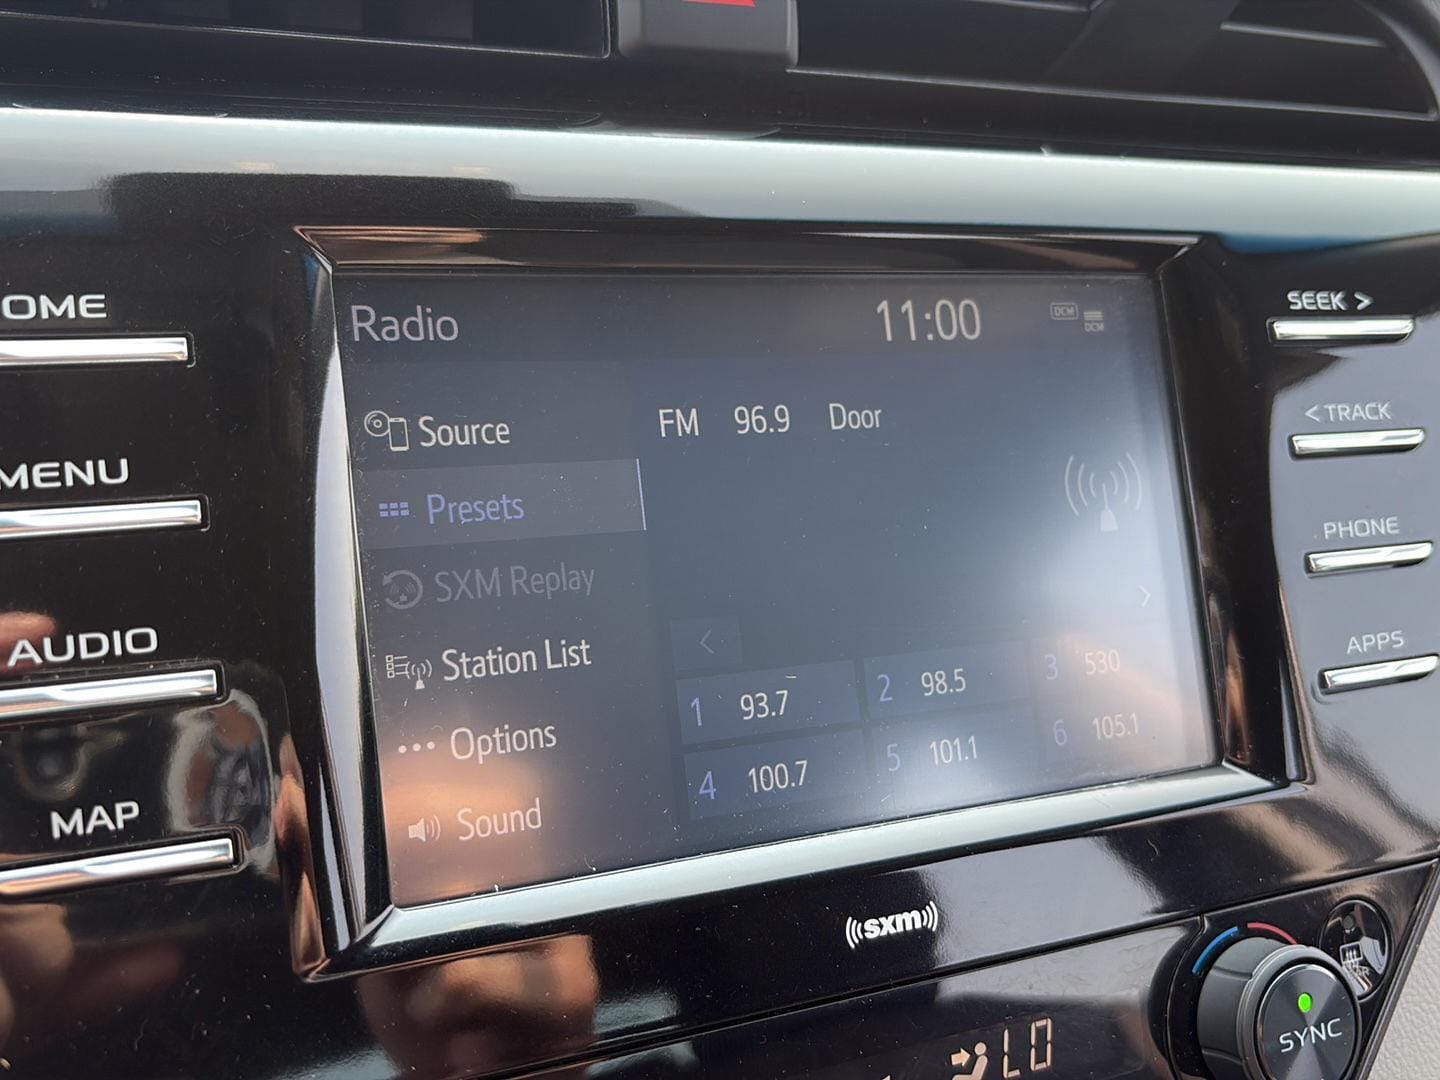 Radio 11:00 DCM DCM
SEEK >
OME
Source FM 96.9 Door
< TRACK
MENU
Presets
PHONE
SXM Replay
AUDIO
Station List
APPS
1 93.7 2 98.5 3 530
Options
4 100.7 5 101.1 6 105.1
MAP
Sound
sxm
SYNC
LO